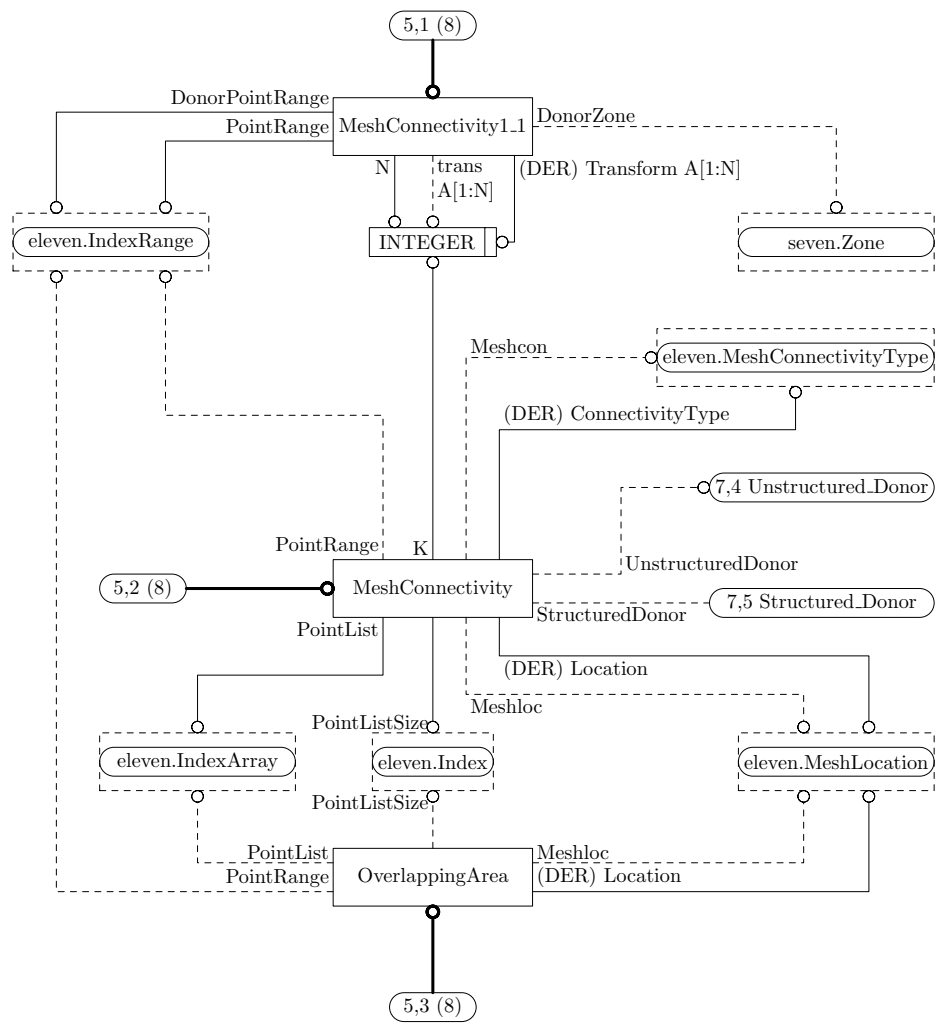 5,1 (8)
DonorPointRange
PointRange
MeshConnectivity1_1
DonorZone
N
trans
A[1:N]
(DER) Transform A[1:N]
eleven.IndexRange
INTEGER
seven.Zone
Meshcon
eleven.MeshConnectivityType
(DER) ConnectivityType
7,4 Unstructured_Donor
PointRange
K
UnstructuredDonor
5,2 (8)
MeshConnectivity
7,5 Structured_Donor
StructuredDonor
PointList
(DER) Location
Meshloc
PointListSize
eleven.IndexArray
eleven.Index
eleven.MeshLocation
PointListSize
PointList
Meshloc
PointRange
OverlappingArea
(DER) Location
5,3 (8)